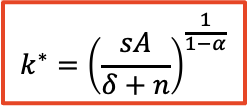 k* = (sA / (δ + n))^(1 / (1−α))